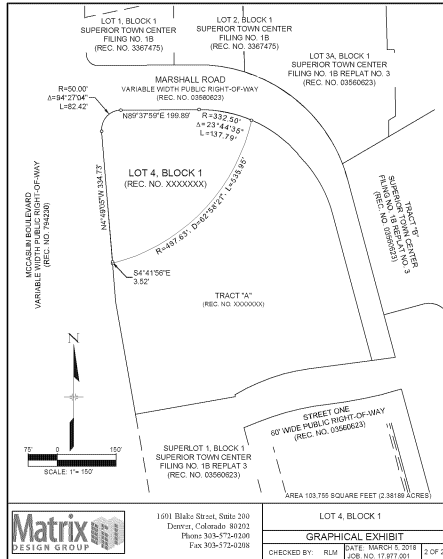 LOT 1, BLOCK 1
SUPERIOR TOWN CENTER
FILING NO. 1B
(REC. NO. 3367475)
LOT 2, BLOCK 1
SUPERIOR TOWN CENTER
FILING NO. 1B
(REC. NO. 3367475)
LOT 3A, BLOCK 1
SUPERIOR TOWN CENTER
FILING NO. 1B REPLAT NO. 3
(REC. NO. 03560623)
MARSHALL ROAD
VARIABLE WIDTH PUBLIC RIGHT-OF-WAY
(REC. NO. 03560623)
R=50.00'
Δ=94°27'04"
L=82.42'
N89°37'59"E 199.89'
R=332.50'
Δ=23°44'35"
L=137.79'
LOT 4, BLOCK 1
(REC. NO. XXXXXXX)
N4°49'05"W 334.73'
R=497.63', D=62°58'21", L=535.95'
MCCASLIN BOULEVARD
VARIABLE WIDTH PUBLIC RIGHT-OF-WAY
(REC. NO. 794230)
TRACT "B"
SUPERIOR TOWN CENTER
FILING NO. 1B REPLAT NO. 3
(REC. NO. 03560623)
S4°41'56"E
3.52'
TRACT "A"
(REC. NO. XXXXXXX)
N
75' 0 150'
SCALE: 1"= 150'
STREET ONE
60' WIDE PUBLIC RIGHT-OF-WAY
(REC. NO. 03560623)
SUPERLOT 1, BLOCK 1
SUPERIOR TOWN CENTER
FILING NO. 1B REPLAT 3
(REC. NO. 03560623)
AREA 103,755 SQUARE FEET (2.38189 ACRES)
Matrix
DESIGN GROUP
1601 Blake Street, Suite 200
Denver, Colorado 80202
Phone 303-572-0200
Fax 303-572-0208
LOT 4, BLOCK 1
GRAPHICAL EXHIBIT
CHECKED BY: RLM
DATE: MARCH 5, 2018
JOB. NO. 17.977.001
2 OF 2